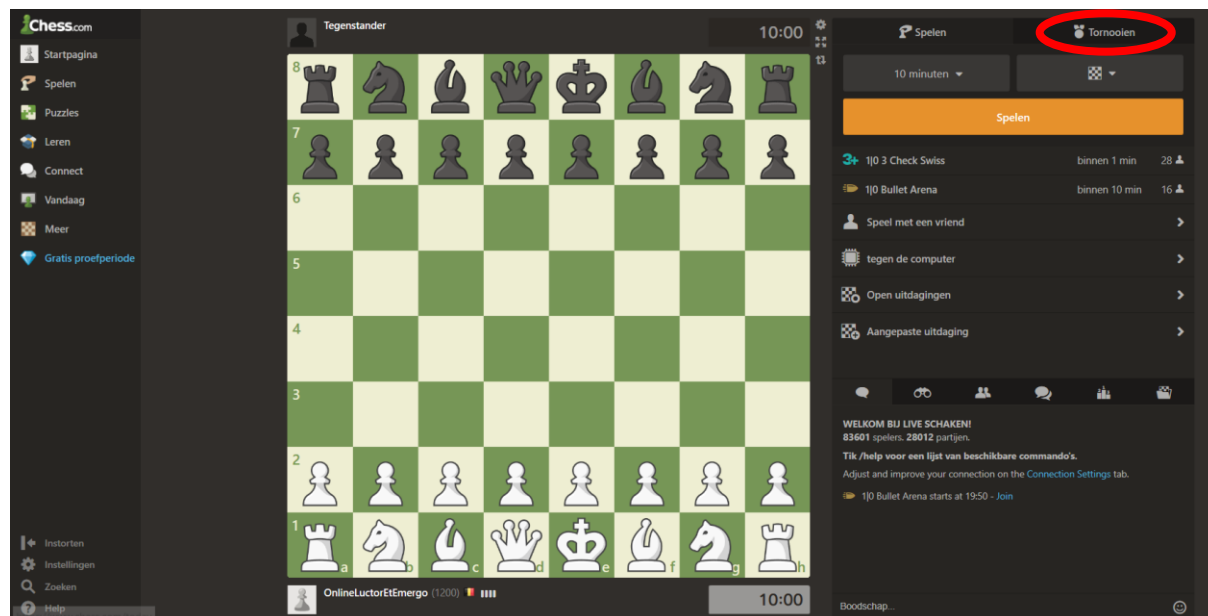 Chess.com
Startpagina
Spelen
Puzzles
Leren
Connect
Vandaag
Meer
Gratis proefperiode
Instorten
Instellingen
Zoeken
Help
Tegenstander
10:00
8
7
6
5
4
3
2
1
a b c d e f g h
OnlineLuctorEtEmergo (1200)
10:00
Spelen
Tornooien
10 minuten
Spelen
3+ 1|0 3 Check Swiss binnen 1 min 28
1|0 Bullet Arena binnen 10 min 16
Speel met een vriend
tegen de computer
Open uitdagingen
Aangepaste uitdaging
WELKOM BIJ LIVE SCHAKEN!
83601 spelers. 28012 partijen.
Tik /help voor een lijst van beschikbare commando's.
Adjust and improve your connection on the Connection Settings tab.
1|0 Bullet Arena starts at 19:50 - Join
Boodschap...